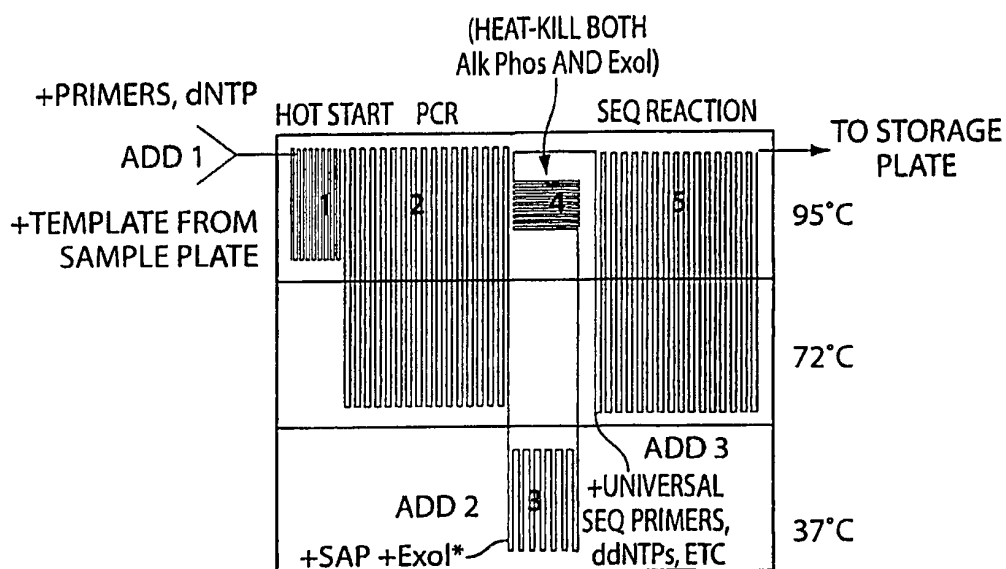 (HEAT-KILL BOTH
Alk Phos AND Exol)
+PRIMERS, dNTP
HOT START PCR
SEQ REACTION
ADD 1
TO STORAGE
PLATE
1
2
4
5
+TEMPLATE FROM
SAMPLE PLATE
95°C
72°C
ADD 3
ADD 2
3
+UNIVERSAL
SEQ PRIMERS,
ddNTPs, ETC
37°C
+SAP +Exol*